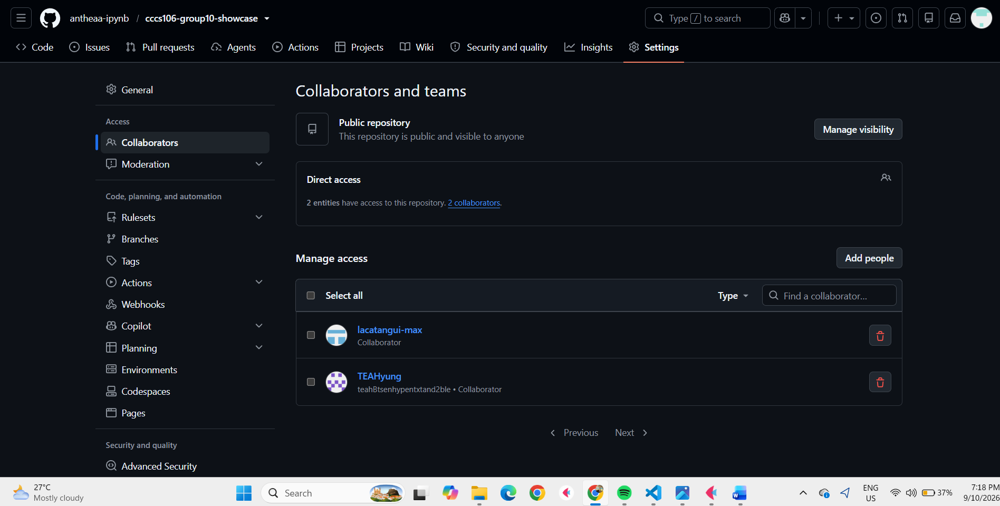 antheaa-ipynb / cccs106-group10-showcase
Type / to search
Code
Issues
Pull requests
Agents
Actions
Projects
Wiki
Security and quality
Insights
Settings
General
Access
Collaborators
Moderation
Code, planning, and automation
Rulesets
Branches
Tags
Actions
Webhooks
Copilot
Planning
Environments
Codespaces
Pages
Security and quality
Advanced Security
Collaborators and teams
Public repository
This repository is public and visible to anyone
Manage visibility
Direct access
2 entities have access to this repository. 2 collaborators.
Manage access
Add people
Select all
Type
Find a collaborator...
lacatangui-max
Collaborator
TEAHyung
teahBtsenhypentxtand2ble • Collaborator
Previous
Next
27°C
Mostly cloudy
Search
ENG
US
37%
7:18 PM
9/10/2026